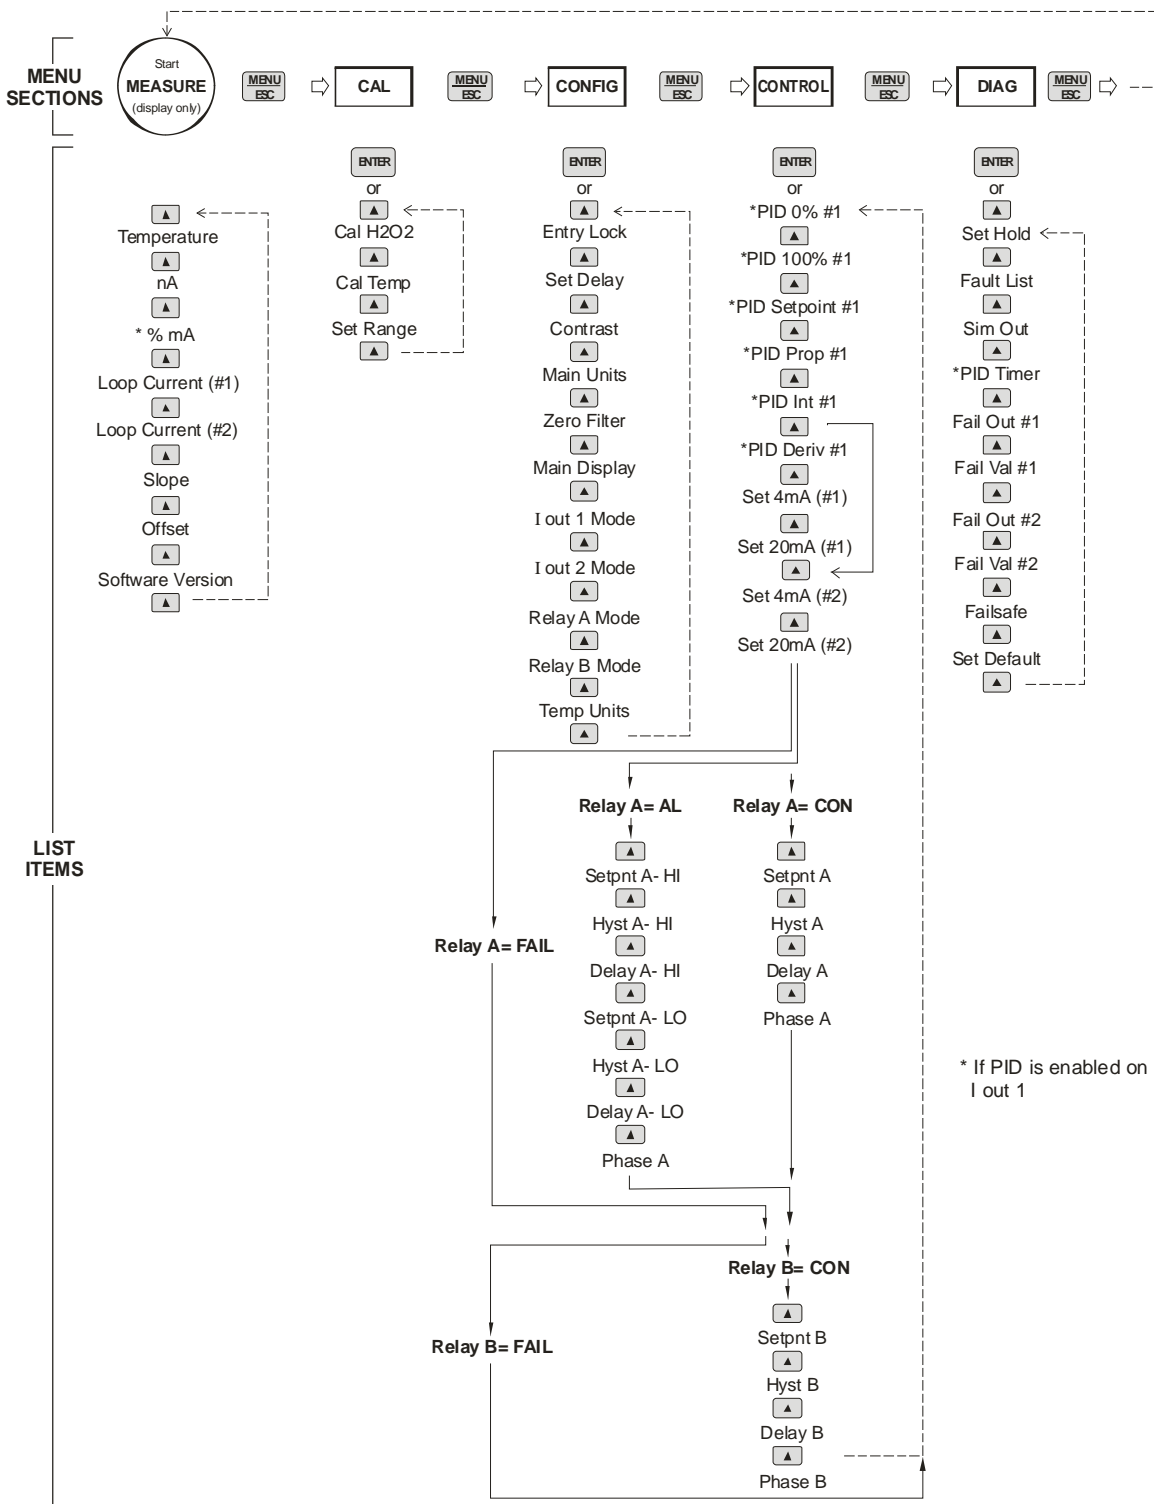 MENU
SECTIONS
Start
MEASURE
(display only)
MENU
ESC
CAL
MENU
ESC
CONFIG
MENU
ESC
CONTROL
MENU
ESC
DIAG
MENU
ESC
LIST
ITEMS
Temperature
nA
* % mA
Loop Current (#1)
Loop Current (#2)
Slope
Offset
Software Version
ENTER
or
Cal H2O2
Cal Temp
Set Range
ENTER
or
Entry Lock
Set Delay
Contrast
Main Units
Zero Filter
Main Display
I out 1 Mode
I out 2 Mode
Relay A Mode
Relay B Mode
Temp Units
ENTER
or
*PID 0% #1
*PID 100% #1
*PID Setpoint #1
*PID Prop #1
*PID Int #1
*PID Deriv #1
Set 4mA (#1)
Set 20mA (#1)
Set 4mA (#2)
Set 20mA (#2)
ENTER
or
Set Hold
Fault List
Sim Out
*PID Timer
Fail Out #1
Fail Val #1
Fail Out #2
Fail Val #2
Failsafe
Set Default
Relay A= FAIL
Relay A= AL
Setpnt A- HI
Hyst A- HI
Delay A- HI
Setpnt A- LO
Hyst A- LO
Delay A- LO
Phase A
Relay A= CON
Setpnt A
Hyst A
Delay A
Phase A
* If PID is enabled on
I out 1
Relay B= FAIL
Relay B= CON
Setpnt B
Hyst B
Delay B
Phase B